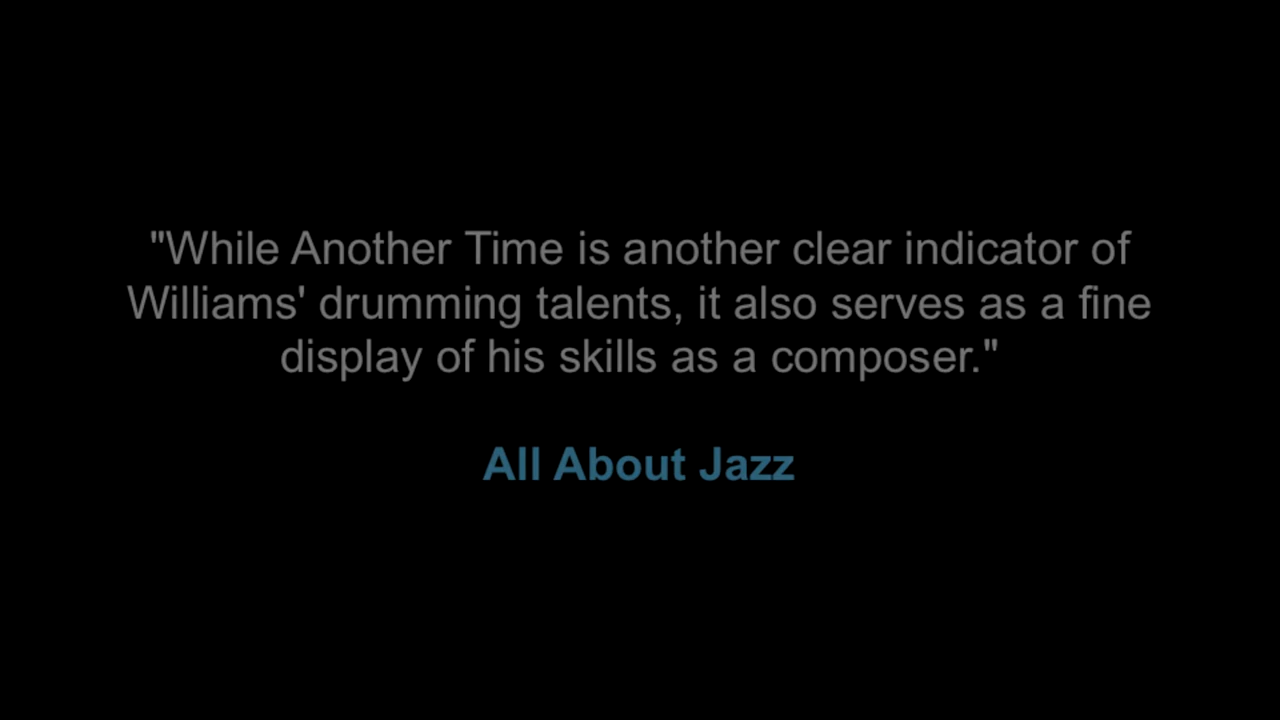 "While Another Time is another clear indicator of
Williams' drumming talents, it also serves as a fine
display of his skills as a composer."
All About Jazz